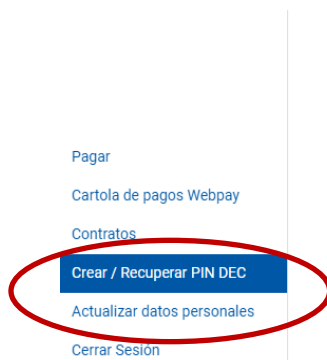 Pagar
Cartola de pagos Webpay
Contratos
Crear / Recuperar PIN DEC
Actualizar datos personales
Cerrar Sesión